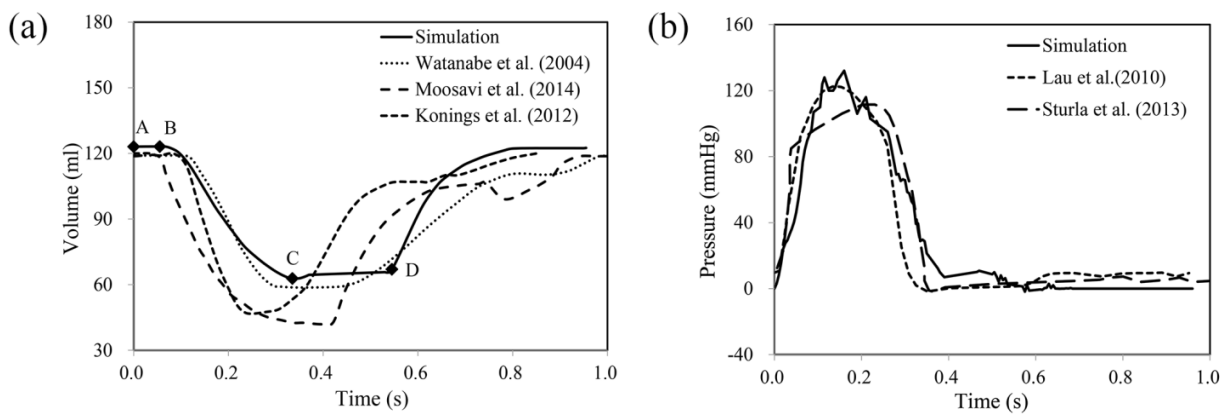 (a)
180
150
120
90
60
30
Volume (ml)
0.0 0.2 0.4 0.6 0.8 1.0
Time (s)
Simulation
Watanabe et al. (2004)
Moosavi et al. (2014)
Konings et al. (2012)
A B
C
D
(b)
160
120
80
40
0
-40
Pressure (mmHg)
0.0 0.2 0.4 0.6 0.8 1.0
Time (s)
Simulation
Lau et al.(2010)
Sturla et al. (2013)